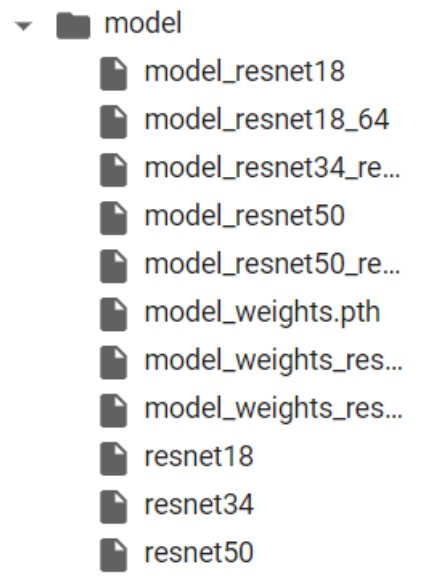 model
model_resnet18
model_resnet18_64
model_resnet34_re...
model_resnet50
model_resnet50_re...
model_weights.pth
model_weights_res...
model_weights_res...
resnet18
resnet34
resnet50